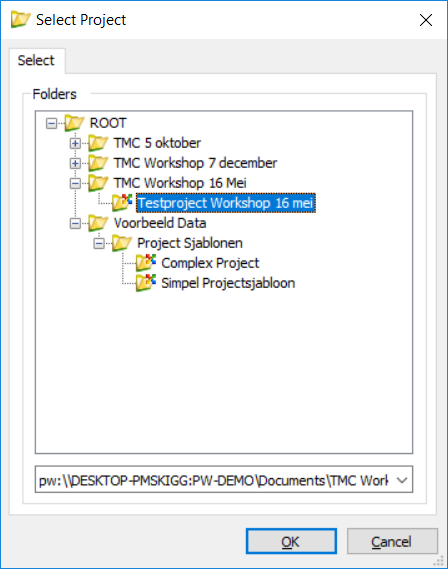 Select Project
Select
Folders
ROOT
TMC 5 oktober
TMC Workshop 7 december
TMC Workshop 16 Mei
Testproject Workshop 16 mei
Voorbeeld Data
Project Sjablonen
Complex Project
Simpel Projectsjabloon
pw:\\DESKTOP-PMSKIGG:PW-DEMO\Documents\TMC Work
OK
Cancel